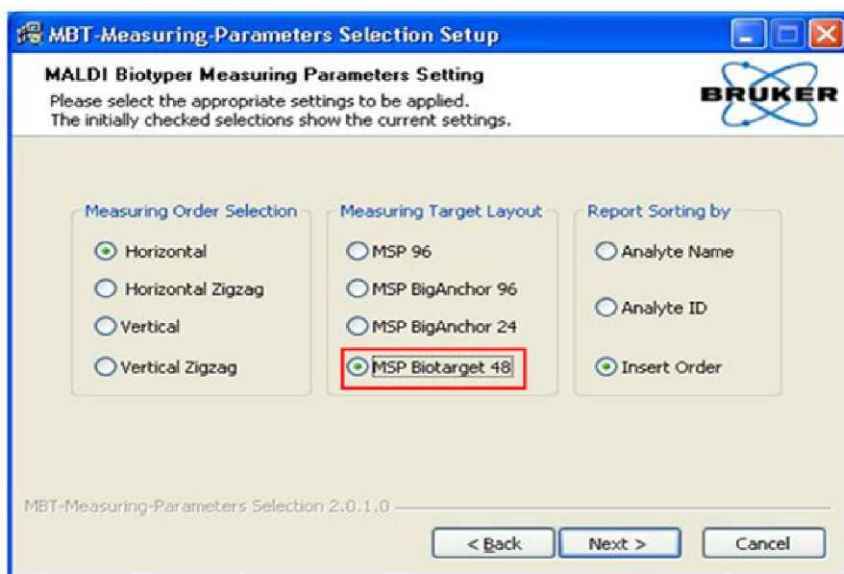 MBT-Measuring-Parameters Selection Setup
MALDI Biotyper Measuring Parameters Setting
Please select the appropriate settings to be applied.
The initially checked selections show the current settings.
BRUKER
Measuring Order Selection
Horizontal
Horizontal Zigzag
Vertical
Vertical Zigzag
Measuring Target Layout
MSP 96
MSP BigAnchor 96
MSP BigAnchor 24
MSP Biotarget 48
Report Sorting by
Analyte Name
Analyte ID
Insert Order
MBT-Measuring-Parameters Selection 2.0.1.0
< Back
Next >
Cancel